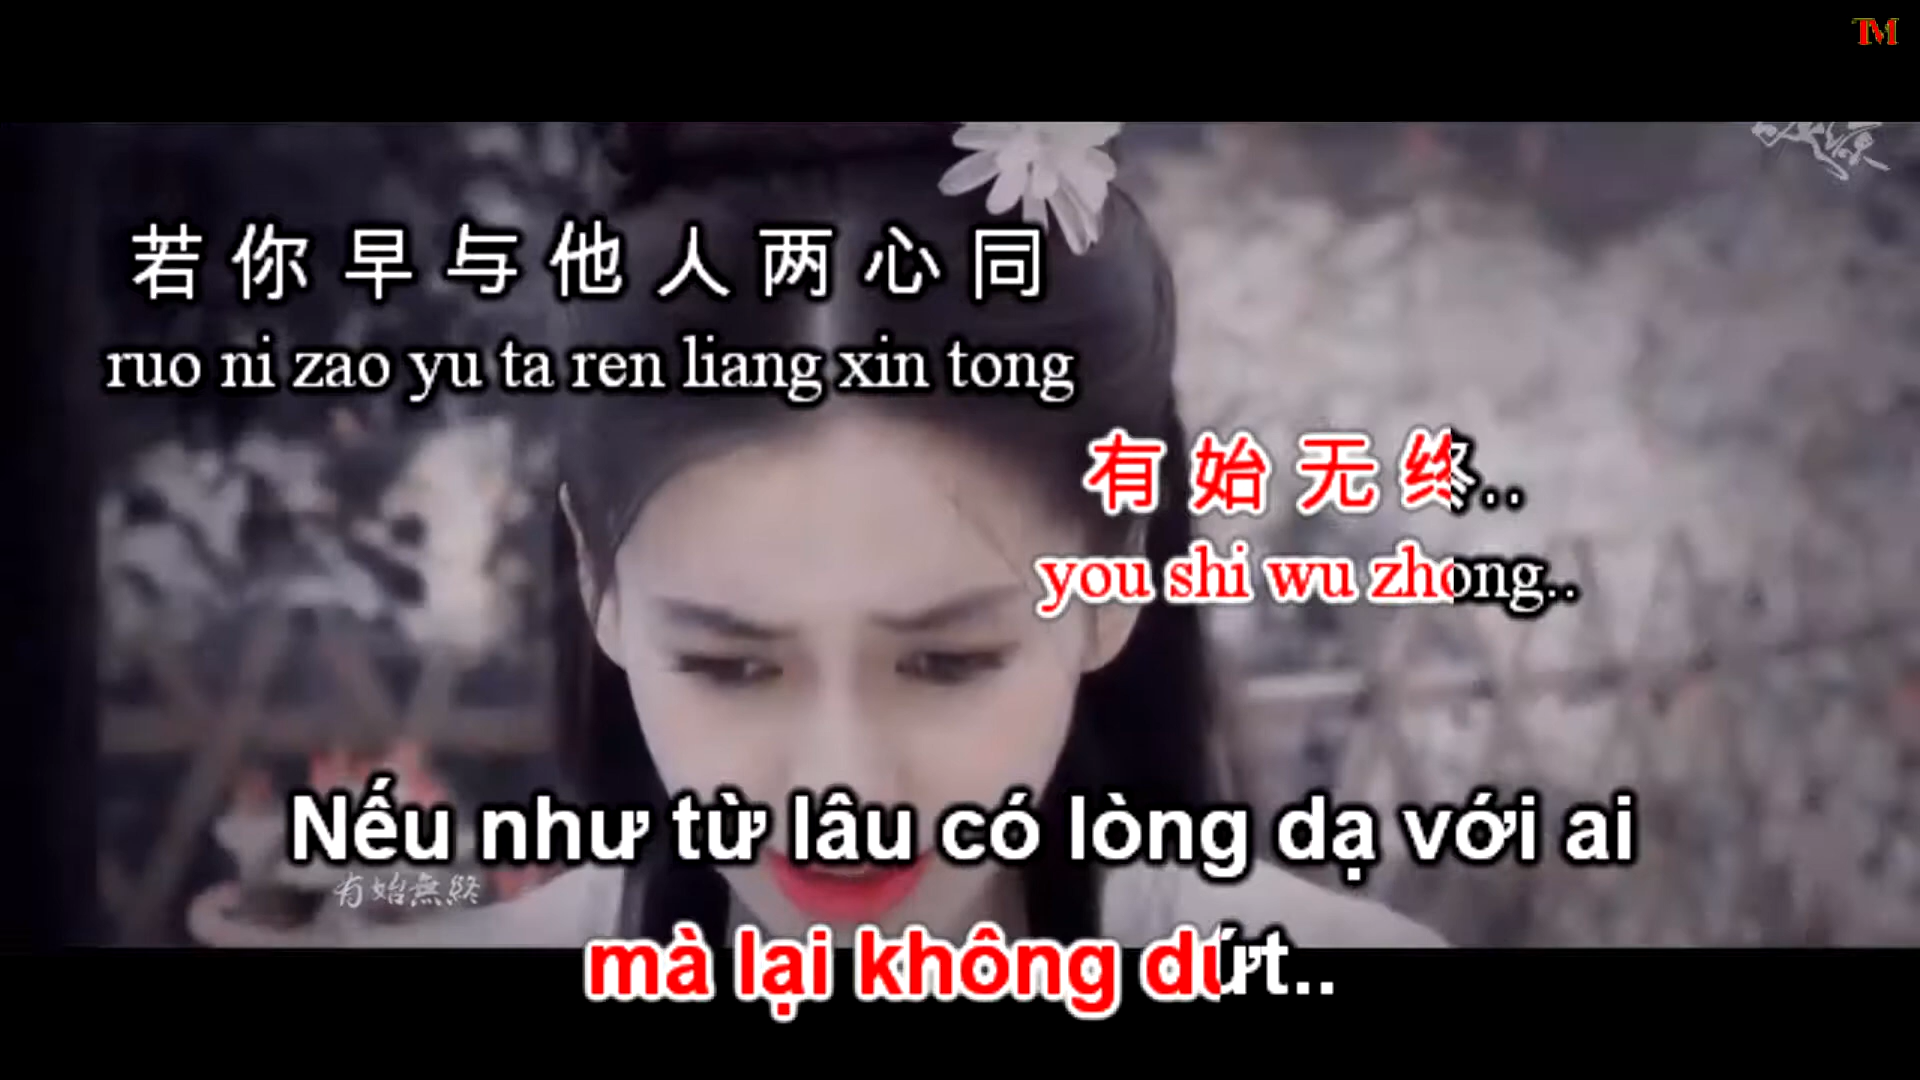 TM
若你早与他人两心同
ruo ni zao yu ta ren liang xin tong
有始无终..
you shi wu zhong..
Nếu như từ lâu có lòng dạ với ai
有始無終
mà lại không dứt..